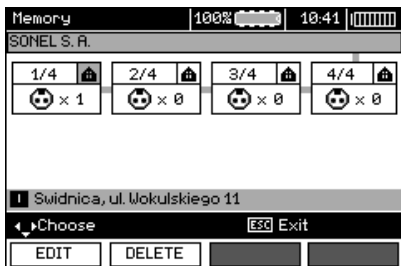 Memory 100% 10:41
SONEL S. A.
1/4 2/4 3/4 4/4
x 1 x 0 x 0 x 0
I Swidnica, ul. Wokulskiego 11
Choose ESC Exit
EDIT DELETE